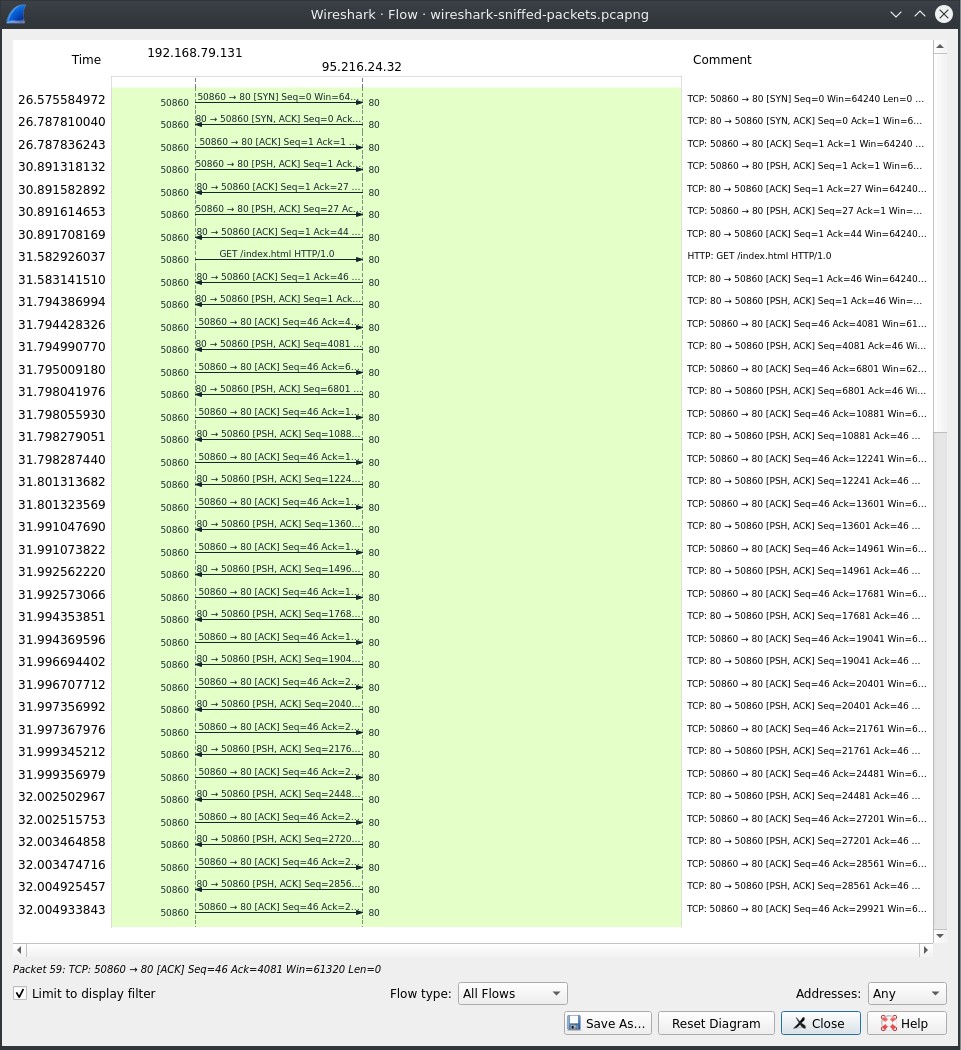 Wireshark · Flow · wireshark-sniffed-packets.pcapng
Time 192.168.79.131 95.216.24.32 Comment
26.575584972 50860 50860 → 80 [SYN] Seq=0 Win=64... 80 TCP: 50860 → 80 [SYN] Seq=0 Win=64240 Len=0 ...
26.787810040 50860 80 → 50860 [SYN, ACK] Seq=0 Ack... 80 TCP: 80 → 50860 [SYN, ACK] Seq=0 Ack=1 Win=6...
26.787836243 50860 50860 → 80 [ACK] Seq=1 Ack=1 ... 80 TCP: 50860 → 80 [ACK] Seq=1 Ack=1 Win=64240 ...
30.891318132 50860 50860 → 80 [PSH, ACK] Seq=1 Ack... 80 TCP: 50860 → 80 [PSH, ACK] Seq=1 Ack=1 Win=6...
30.891582892 50860 80 → 50860 [ACK] Seq=1 Ack=27 ... 80 TCP: 80 → 50860 [ACK] Seq=1 Ack=27 Win=64240...
30.891614653 50860 50860 → 80 [PSH, ACK] Seq=27 Ac... 80 TCP: 50860 → 80 [PSH, ACK] Seq=27 Ack=1 Win=...
30.891708169 50860 80 → 50860 [ACK] Seq=1 Ack=44 ... 80 TCP: 80 → 50860 [ACK] Seq=1 Ack=44 Win=64240...
31.582926037 50860 GET /index.html HTTP/1.0 80 HTTP: GET /index.html HTTP/1.0
31.583141510 50860 80 → 50860 [ACK] Seq=1 Ack=46 ... 80 TCP: 80 → 50860 [ACK] Seq=1 Ack=46 Win=64240...
31.794386994 50860 80 → 50860 [PSH, ACK] Seq=1 Ack... 80 TCP: 80 → 50860 [PSH, ACK] Seq=1 Ack=46 Win=...
31.794428326 50860 50860 → 80 [ACK] Seq=46 Ack=4... 80 TCP: 50860 → 80 [ACK] Seq=46 Ack=4081 Win=61...
31.794990770 50860 80 → 50860 [PSH, ACK] Seq=4081 ... 80 TCP: 80 → 50860 [PSH, ACK] Seq=4081 Ack=46 Wi...
31.795009180 50860 50860 → 80 [ACK] Seq=46 Ack=6... 80 TCP: 50860 → 80 [ACK] Seq=46 Ack=6801 Win=62...
31.798041976 50860 80 → 50860 [PSH, ACK] Seq=6801 ... 80 TCP: 80 → 50860 [PSH, ACK] Seq=6801 Ack=46 Wi...
31.798055930 50860 50860 → 80 [ACK] Seq=46 Ack=1... 80 TCP: 50860 → 80 [ACK] Seq=46 Ack=10881 Win=6...
31.798279051 50860 80 → 50860 [PSH, ACK] Seq=1088... 80 TCP: 80 → 50860 [PSH, ACK] Seq=10881 Ack=46 ...
31.798287440 50860 50860 → 80 [ACK] Seq=46 Ack=1... 80 TCP: 50860 → 80 [ACK] Seq=46 Ack=12241 Win=6...
31.801313682 50860 80 → 50860 [PSH, ACK] Seq=1224... 80 TCP: 80 → 50860 [PSH, ACK] Seq=12241 Ack=46 ...
31.801323569 50860 50860 → 80 [ACK] Seq=46 Ack=1... 80 TCP: 50860 → 80 [ACK] Seq=46 Ack=13601 Win=6...
31.991047690 50860 80 → 50860 [PSH, ACK] Seq=1360... 80 TCP: 80 → 50860 [PSH, ACK] Seq=13601 Ack=46 ...
31.991073822 50860 50860 → 80 [ACK] Seq=46 Ack=1... 80 TCP: 50860 → 80 [ACK] Seq=46 Ack=14961 Win=6...
31.992562220 50860 80 → 50860 [PSH, ACK] Seq=1496... 80 TCP: 80 → 50860 [PSH, ACK] Seq=14961 Ack=46 ...
31.992573066 50860 50860 → 80 [ACK] Seq=46 Ack=1... 80 TCP: 50860 → 80 [ACK] Seq=46 Ack=17681 Win=6...
31.994353851 50860 80 → 50860 [PSH, ACK] Seq=1768... 80 TCP: 80 → 50860 [PSH, ACK] Seq=17681 Ack=46 ...
31.994369596 50860 50860 → 80 [ACK] Seq=46 Ack=1... 80 TCP: 50860 → 80 [ACK] Seq=46 Ack=19041 Win=6...
31.996694402 50860 80 → 50860 [PSH, ACK] Seq=1904... 80 TCP: 80 → 50860 [PSH, ACK] Seq=19041 Ack=46 ...
31.996707712 50860 50860 → 80 [ACK] Seq=46 Ack=2... 80 TCP: 50860 → 80 [ACK] Seq=46 Ack=20401 Win=6...
31.997356992 50860 80 → 50860 [PSH, ACK] Seq=2040... 80 TCP: 80 → 50860 [PSH, ACK] Seq=20401 Ack=46 ...
31.997367976 50860 50860 → 80 [ACK] Seq=46 Ack=2... 80 TCP: 50860 → 80 [ACK] Seq=46 Ack=21761 Win=6...
31.999345212 50860 80 → 50860 [PSH, ACK] Seq=2176... 80 TCP: 80 → 50860 [PSH, ACK] Seq=21761 Ack=46 ...
31.999356979 50860 50860 → 80 [ACK] Seq=46 Ack=2... 80 TCP: 50860 → 80 [ACK] Seq=46 Ack=24481 Win=6...
32.002502967 50860 80 → 50860 [PSH, ACK] Seq=2448... 80 TCP: 80 → 50860 [PSH, ACK] Seq=24481 Ack=46 ...
32.002515753 50860 50860 → 80 [ACK] Seq=46 Ack=2... 80 TCP: 50860 → 80 [ACK] Seq=46 Ack=27201 Win=6...
32.003464858 50860 80 → 50860 [PSH, ACK] Seq=2720... 80 TCP: 80 → 50860 [PSH, ACK] Seq=27201 Ack=46 ...
32.003474716 50860 50860 → 80 [ACK] Seq=46 Ack=2... 80 TCP: 50860 → 80 [ACK] Seq=46 Ack=28561 Win=6...
32.004925457 50860 80 → 50860 [PSH, ACK] Seq=2856... 80 TCP: 80 → 50860 [PSH, ACK] Seq=28561 Ack=46 ...
32.004933843 50860 50860 → 80 [ACK] Seq=46 Ack=2... 80 TCP: 50860 → 80 [ACK] Seq=46 Ack=29921 Win=6...
Packet 59: TCP: 50860 → 80 [ACK] Seq=46 Ack=4081 Win=61320 Len=0
Limit to display filter Flow type: All Flows Addresses: Any
Save As... Reset Diagram Close Help